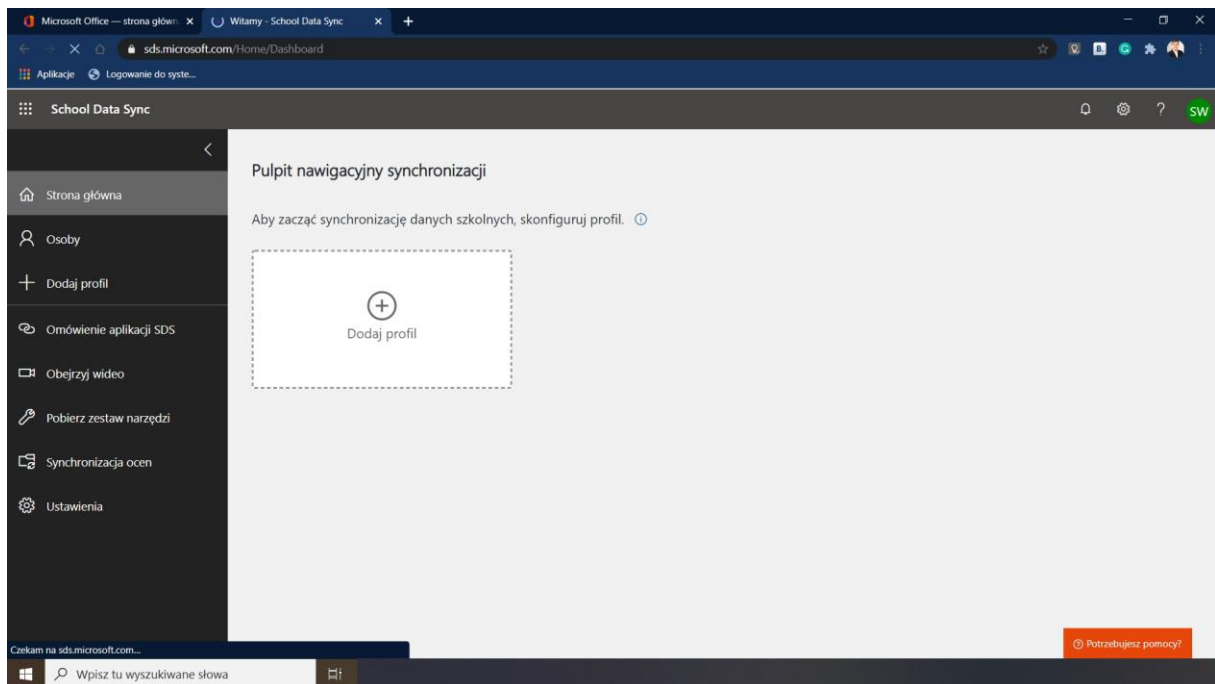 Microsoft Office — strona główn
Witamy - School Data Sync
sds.microsoft.com/Home/Dashboard
Aplikacje
Logowanie do syste...
School Data Sync
SW
Pulpit nawigacyjny synchronizacji
Strona główna
Aby zacząć synchronizację danych szkolnych, skonfiguruj profil.
Osoby
Dodaj profil
Dodaj profil
Omówienie aplikacji SDS
Obejrzyj wideo
Pobierz zestaw narzędzi
Synchronizacja ocen
Ustawienia
Czekam na sds.microsoft.com...
Potrzebujesz pomocy?
Wpisz tu wyszukiwane słowa